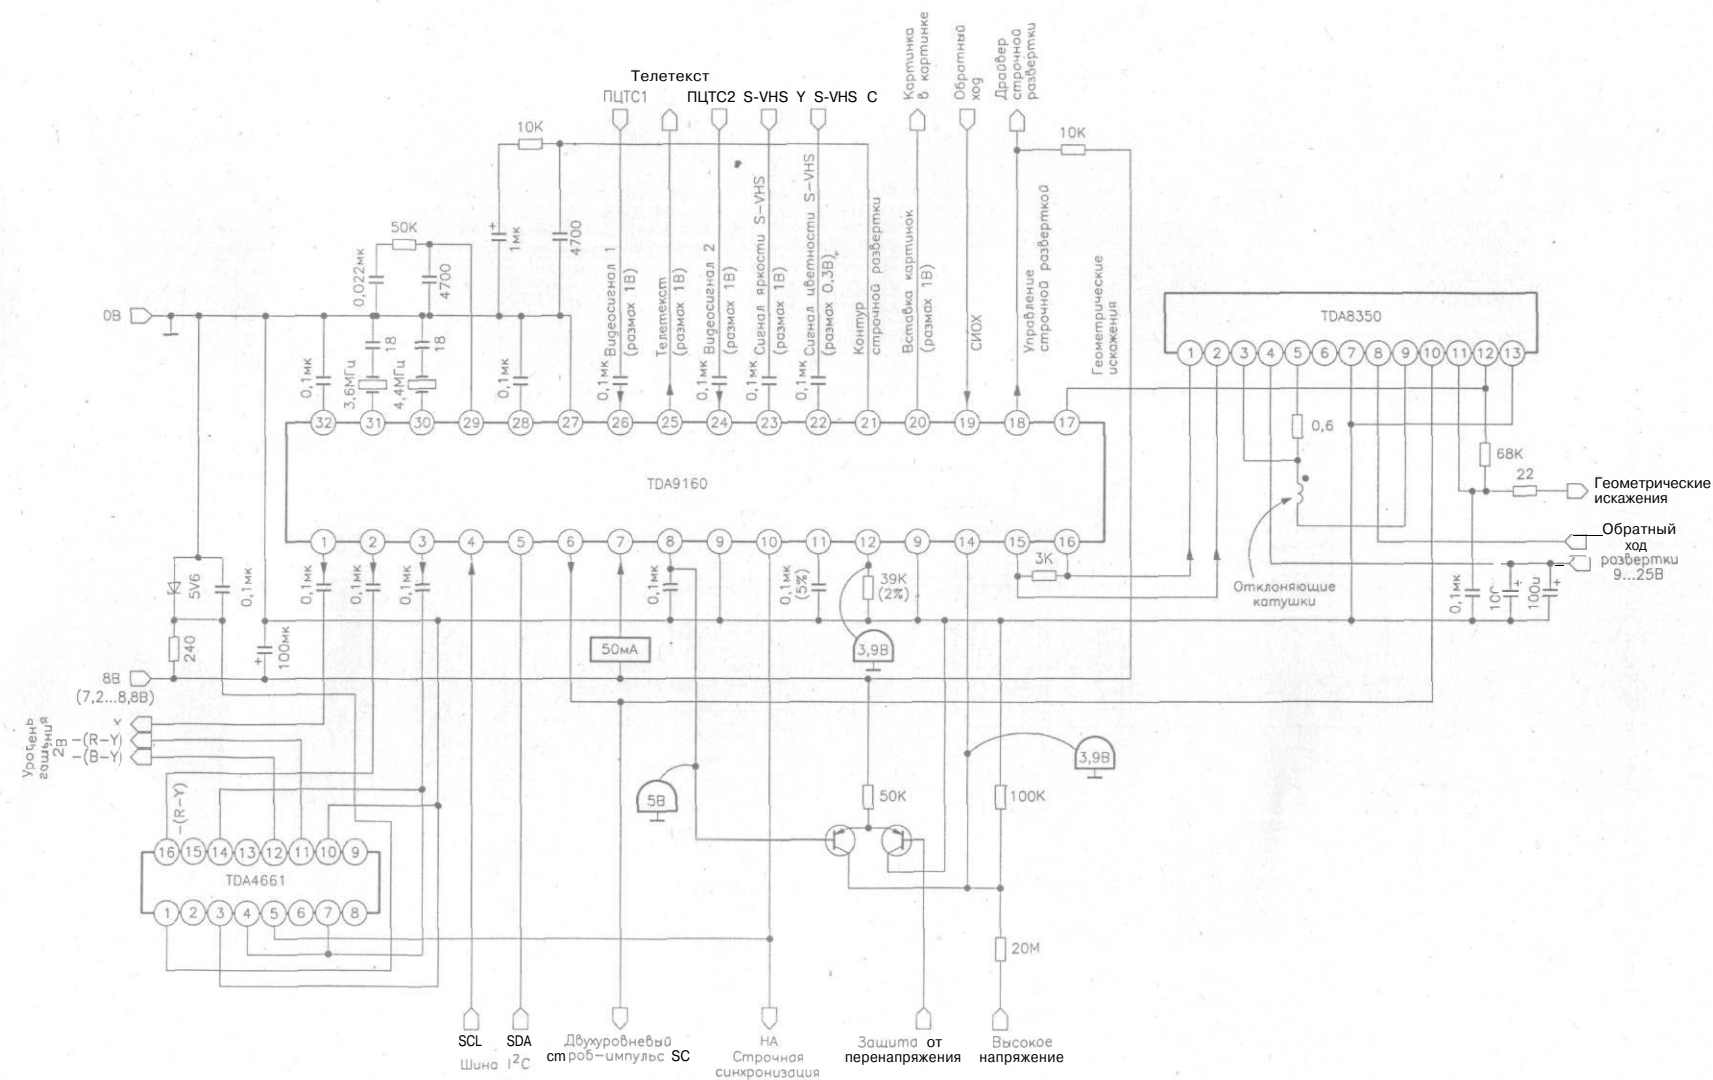 Телетекст
ПЦТС1
ПЦТС2 S-VHS Y S-VHS C
Картинка
в картинке
Обратный
ход
Драйвер
строчной
развертки
10K
10K
50K
0,022мк
4700
1мк
4700
Видеосигнал 1
(размах 1В)
Телетекст
(размах 1В)
Видеосигнал 2
(размах 1В)
Сигнал яркости S-VHS
(размах 1В)
Сигнал цветности S-VHS
(размах 0,3В)
Контур
строчной развертки
Вставка картинок
(размах 1В)
СИОХ
Управление
строчной разверткой
Геометрические
искажения
0В
18
18
0,1мк
3,6МГц
4,4МГц
0,1мк
0,1мк
0,1мк
0,1мк
0,1мк
TDA8350
1 2 3 4 5 6 7 8 9 10 11 12 13
32 31 30 29 28 27 26 25 24 23 22 21 20 19 18 17
TDA9160
1 2 3 4 5 6 7 8 9 10 11 12 9 14 15 16
0,6
68K
22
Геометрические
искажения
Обратный
ход
развертки
9...25В
Отклоняющие
катушки
0,1мк
100
3K
5V6
0,1мк
0,1мк
0,1мк
0,1мк
0,1мк
0,1мк
(5%)
39K
(2%)
240
100мк
50мА
3,9В
8В
(7,2...8,8В)
Уровень
гашения
2В
-(R-Y)
-(B-Y)
-(R-Y)
3,9В
5В
50K
100K
16 15 14 13 12 11 10 9
TDA4661
1 2 3 4 5 6 7 8
20M
SCL
SDA
Шина I²C
Двухуровневый
строб-импульс SC
HA
Строчная
синхронизация
Защита от
перенапряжения
Высокое
напряжение